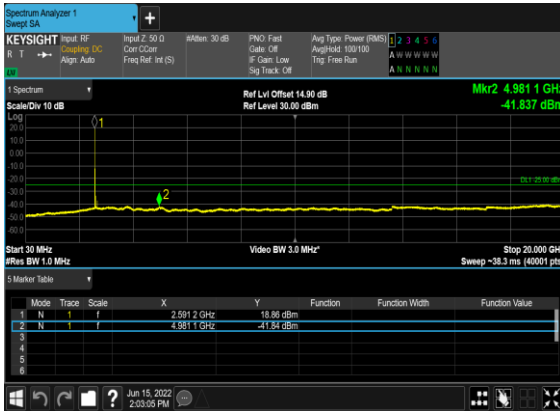 Spectrum Analyzer 1
Swept SA
+
KEYSIGHT
R T
Input: RF
Coupling: DC
Align: Auto
Input Z: 50 Ω
Corr CCorr
Freq Ref: Int (S)
#Atten: 30 dB
PNO: Fast
Gate: Off
IF Gain: Low
Sig Track: Off
Avg Type: Power (RMS)
Avg|Hold: 100/100
Trig: Free Run
1 2 3 4 5 6
A W W W W W
A N N N N N
1 Spectrum
Scale/Div 10 dB
Ref Lvl Offset 14.90 dB
Ref Level 30.00 dBm
Mkr2 4.981 1 GHz
-41.837 dBm
Log
20.0
10.0
0.00
-10.0
-20.0
-30.0
-40.0
-50.0
-60.0
1
2
DL1 -25.00 dBm
Start 30 MHz
#Res BW 1.0 MHz
Video BW 3.0 MHz*
Stop 20.000 GHz
Sweep ~38.3 ms (40001 pts)
5 Marker Table
Mode Trace Scale X Y Function Function Width Function Value
1 N 1 f 2.591 2 GHz 18.86 dBm
2 N 1 f 4.981 1 GHz -41.84 dBm
3
4
5
6
?
Jun 15, 2022
2:03:05 PM